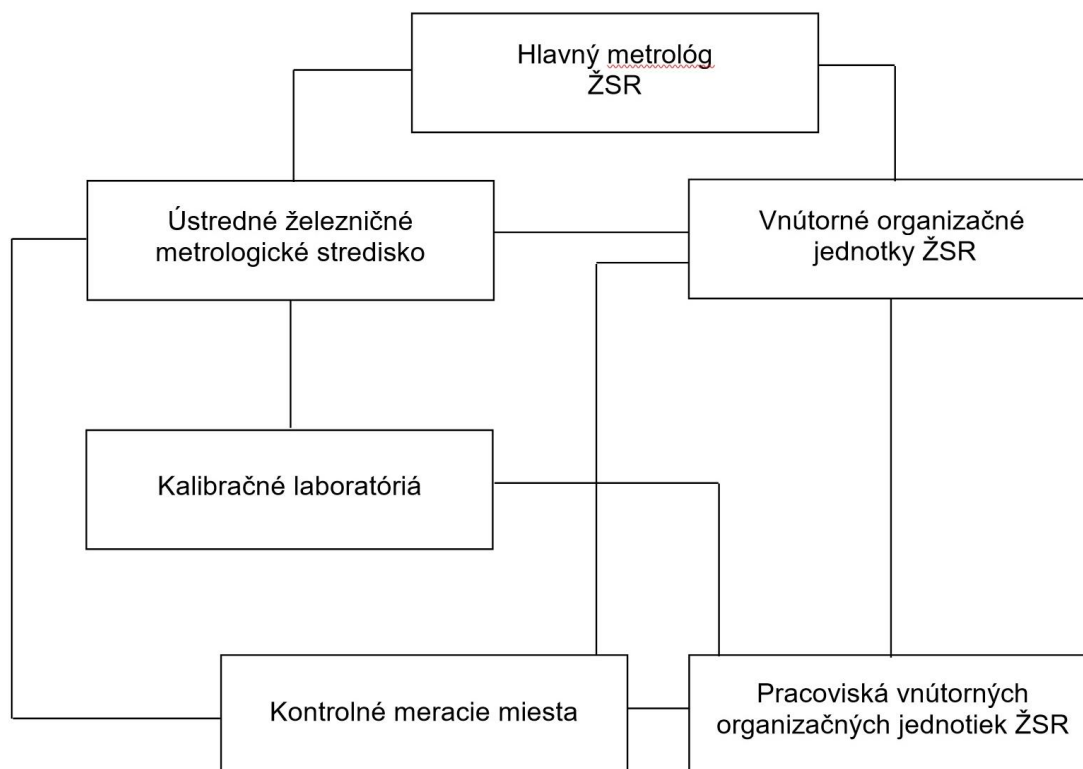 Hlavný metrológ
ŽSR
Ústredné železničné
metrologické stredisko
Vnútorné organizačné
jednotky ŽSR
Kalibračné laboratóriá
Kontrolné meracie miesta
Pracoviská vnútorných
organizačných jednotiek ŽSR